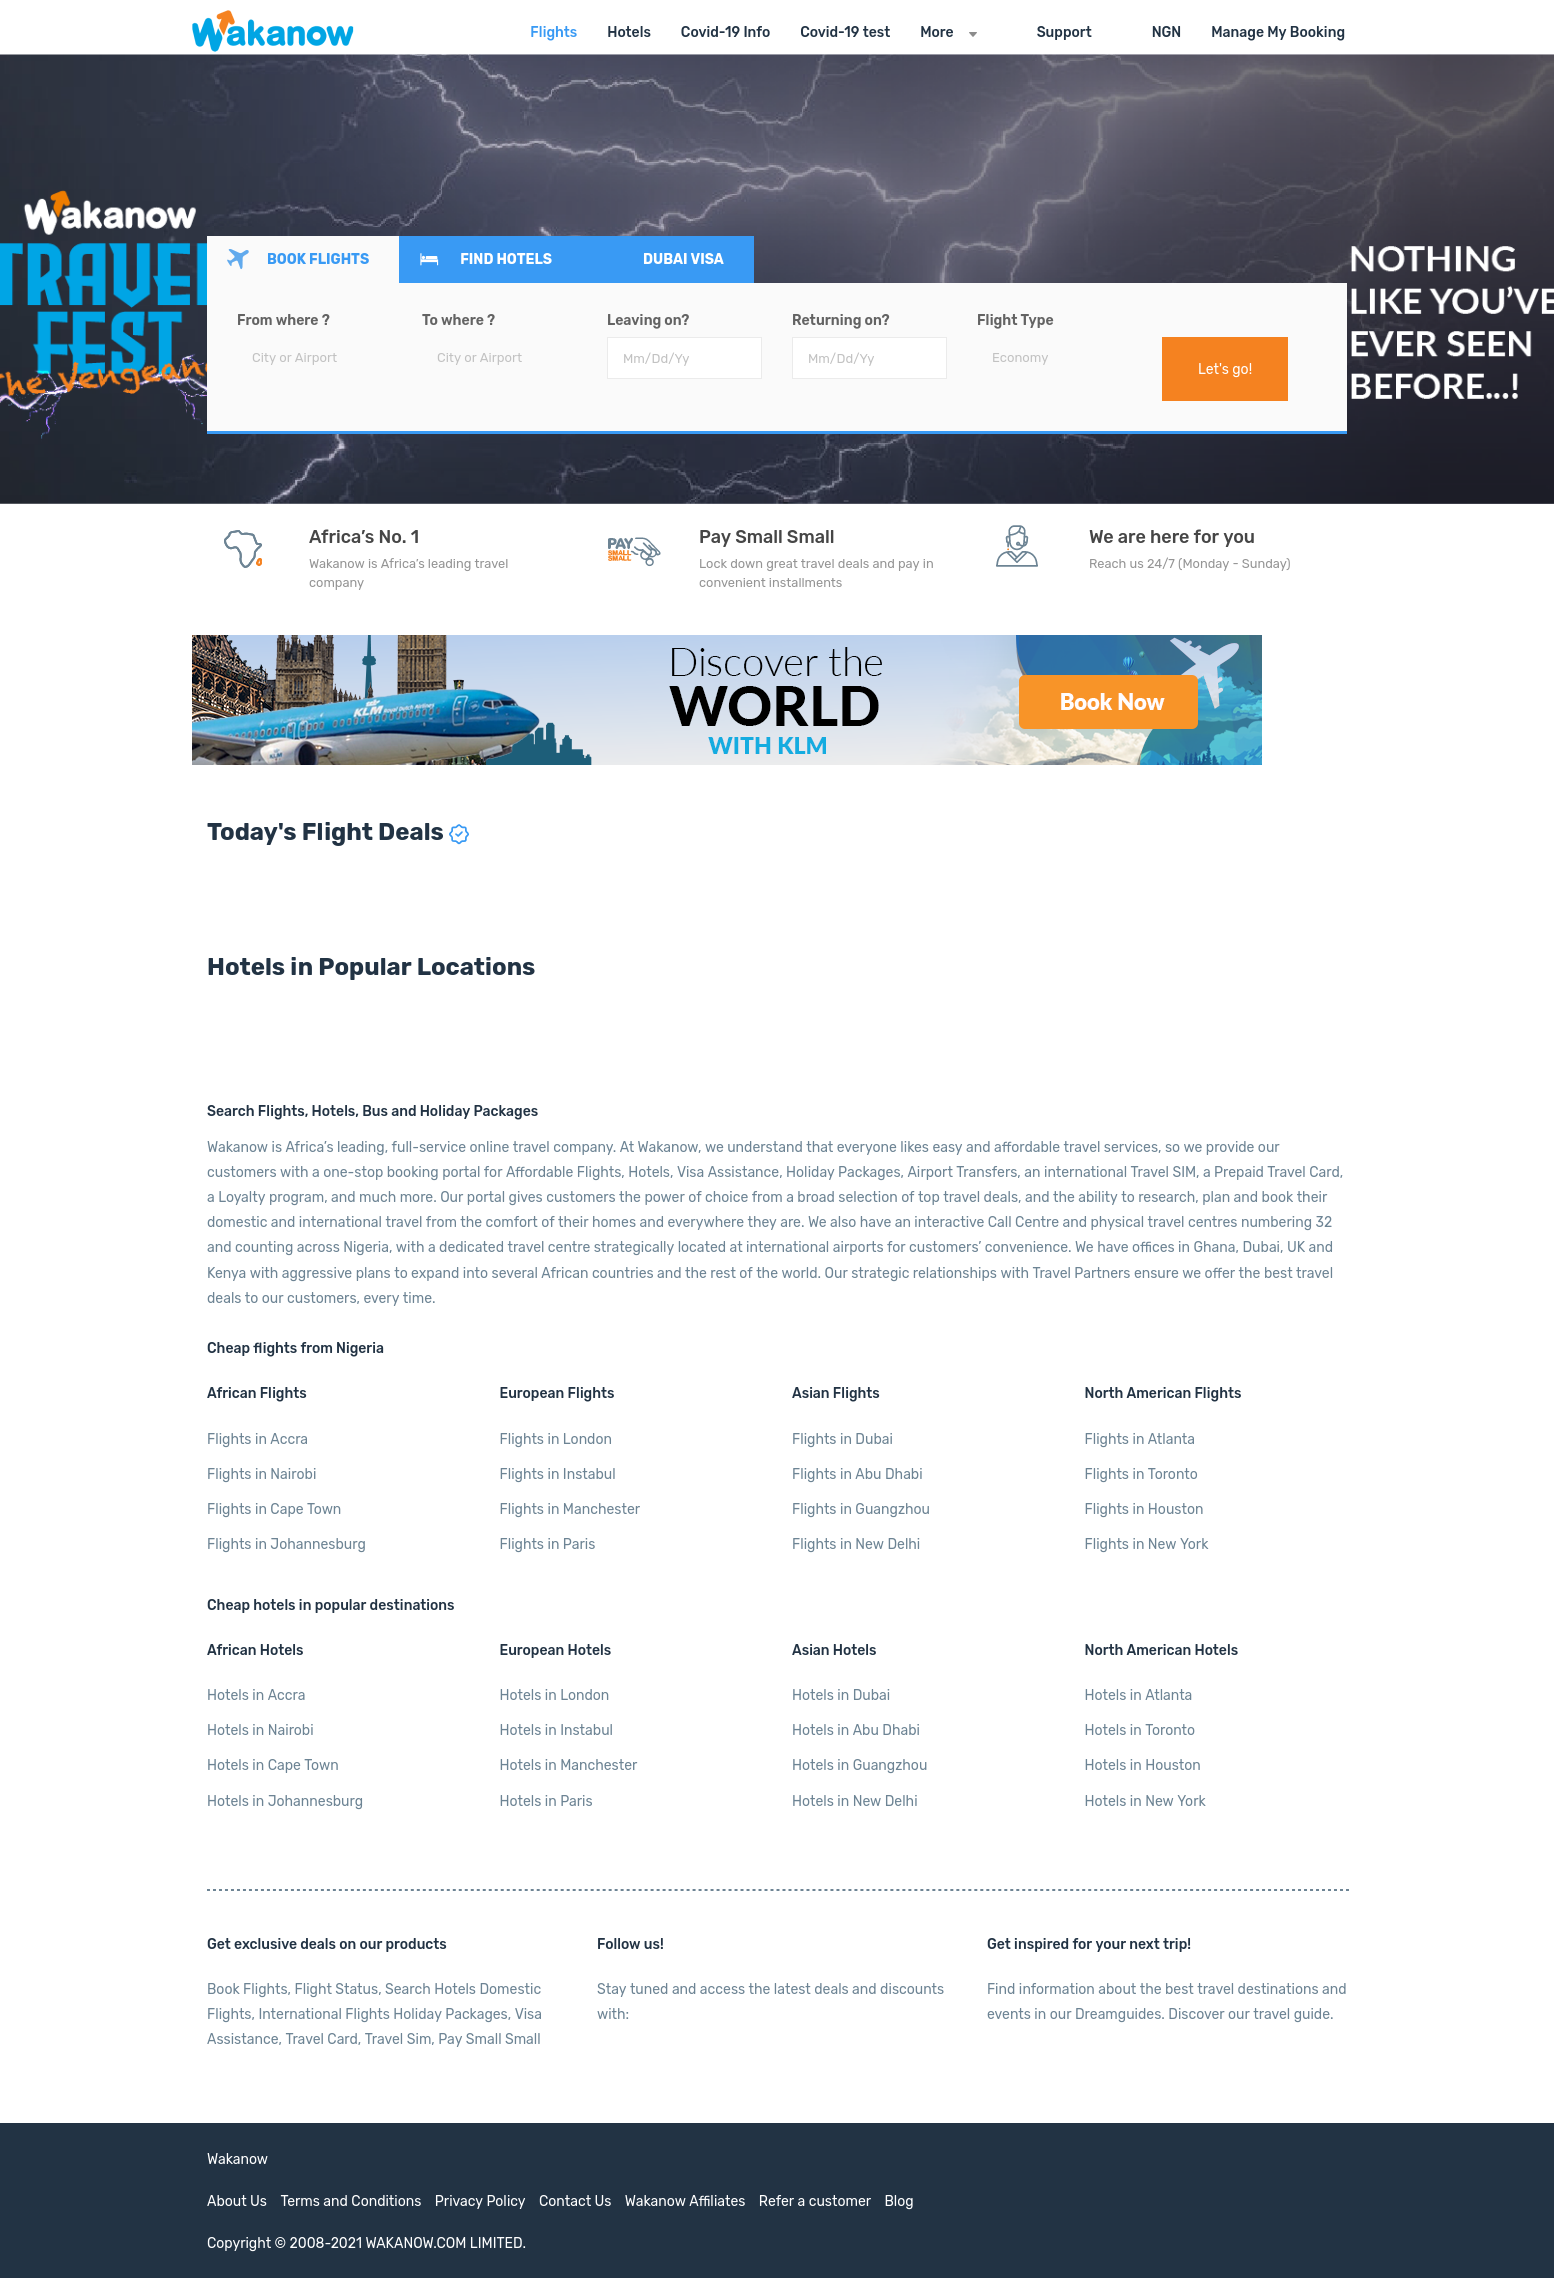 Wakanow
Flights Hotels Covid-19 Info Covid-19 test More Support NGN Manage My Booking
Wakanow
TRAVEL
FEST
The Vengeance
NOTHING
LIKE YOU'VE
EVER SEEN
BEFORE...!
BOOK FLIGHTS FIND HOTELS DUBAI VISA
From where ? To where ? Leaving on? Returning on? Flight Type
City or Airport City or Airport Mm/Dd/Yy Mm/Dd/Yy Economy
Let's go!
Africa’s No. 1
Wakanow is Africa’s leading travel
company
PAY
SMALL
SMALL
Pay Small Small
Lock down great travel deals and pay in
convenient installments
We are here for you
Reach us 24/7 (Monday - Sunday)
KLM Royal Dutch Airlines
KLM
Discover the
WORLD
WITH KLM
Book Now
Today's Flight Deals
Hotels in Popular Locations
Search Flights, Hotels, Bus and Holiday Packages
Wakanow is Africa’s leading, full-service online travel company. At Wakanow, we understand that everyone likes easy and affordable travel services, so we provide our
customers with a one-stop booking portal for Affordable Flights, Hotels, Visa Assistance, Holiday Packages, Airport Transfers, an international Travel SIM, a Prepaid Travel Card,
a Loyalty program, and much more. Our portal gives customers the power of choice from a broad selection of top travel deals, and the ability to research, plan and book their
domestic and international travel from the comfort of their homes and everywhere they are. We also have an interactive Call Centre and physical travel centres numbering 32
and counting across Nigeria, with a dedicated travel centre strategically located at international airports for customers’ convenience. We have offices in Ghana, Dubai, UK and
Kenya with aggressive plans to expand into several African countries and the rest of the world. Our strategic relationships with Travel Partners ensure we offer the best travel
deals to our customers, every time.
Cheap flights from Nigeria
African Flights European Flights Asian Flights North American Flights
Flights in Accra Flights in London Flights in Dubai Flights in Atlanta
Flights in Nairobi Flights in Instabul Flights in Abu Dhabi Flights in Toronto
Flights in Cape Town Flights in Manchester Flights in Guangzhou Flights in Houston
Flights in Johannesburg Flights in Paris Flights in New Delhi Flights in New York
Cheap hotels in popular destinations
African Hotels European Hotels Asian Hotels North American Hotels
Hotels in Accra Hotels in London Hotels in Dubai Hotels in Atlanta
Hotels in Nairobi Hotels in Instabul Hotels in Abu Dhabi Hotels in Toronto
Hotels in Cape Town Hotels in Manchester Hotels in Guangzhou Hotels in Houston
Hotels in Johannesburg Hotels in Paris Hotels in New Delhi Hotels in New York
Get exclusive deals on our products
Book Flights, Flight Status, Search Hotels Domestic
Flights, International Flights Holiday Packages, Visa
Assistance, Travel Card, Travel Sim, Pay Small Small
Follow us!
Stay tuned and access the latest deals and discounts
with:
Get inspired for your next trip!
Find information about the best travel destinations and
events in our Dreamguides. Discover our travel guide.
Wakanow
About Us Terms and Conditions Privacy Policy Contact Us Wakanow Affiliates Refer a customer Blog
Copyright © 2008-2021 WAKANOW.COM LIMITED.